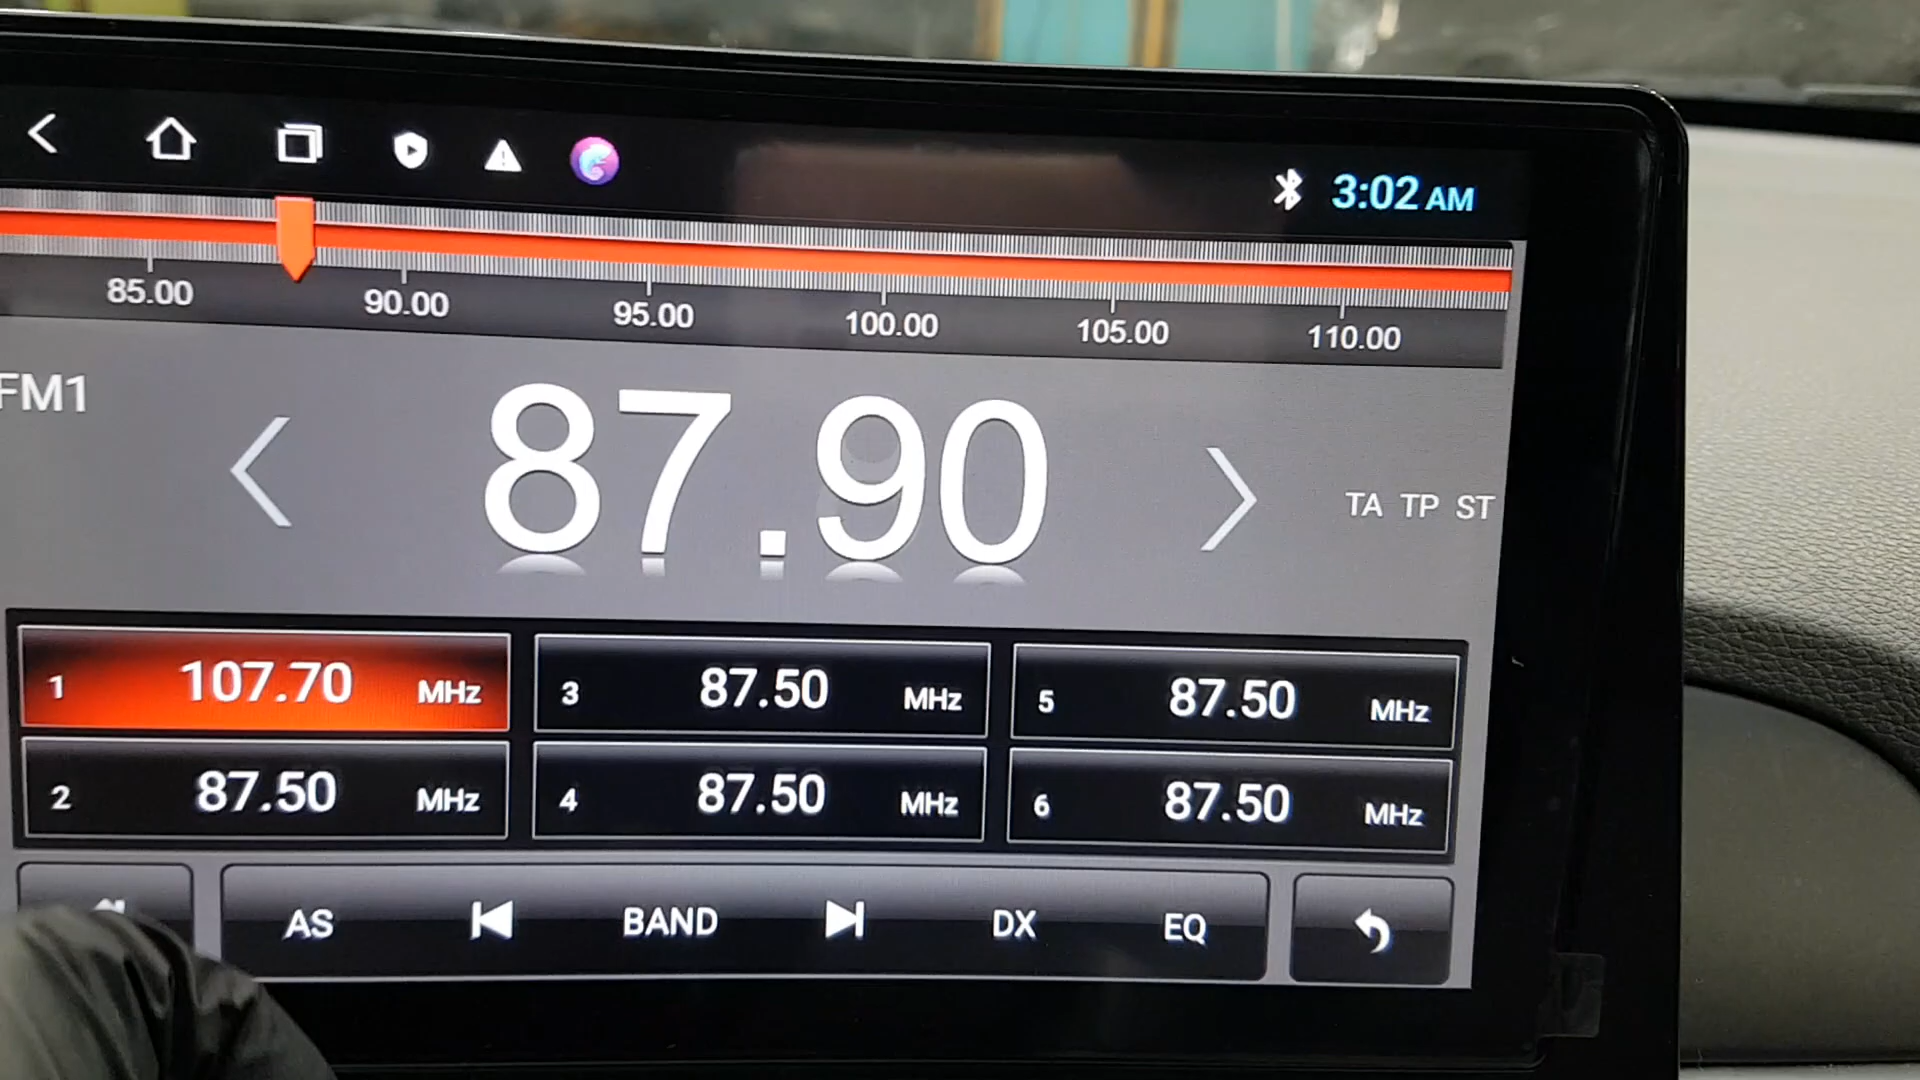 3:02 AM
85.00 90.00 95.00 100.00 105.00 110.00
FM1
87.90
TA TP ST
1 107.70 MHz
3 87.50 MHz
5 87.50 MHz
2 87.50 MHz
4 87.50 MHz
6 87.50 MHz
AS BAND DX EQ